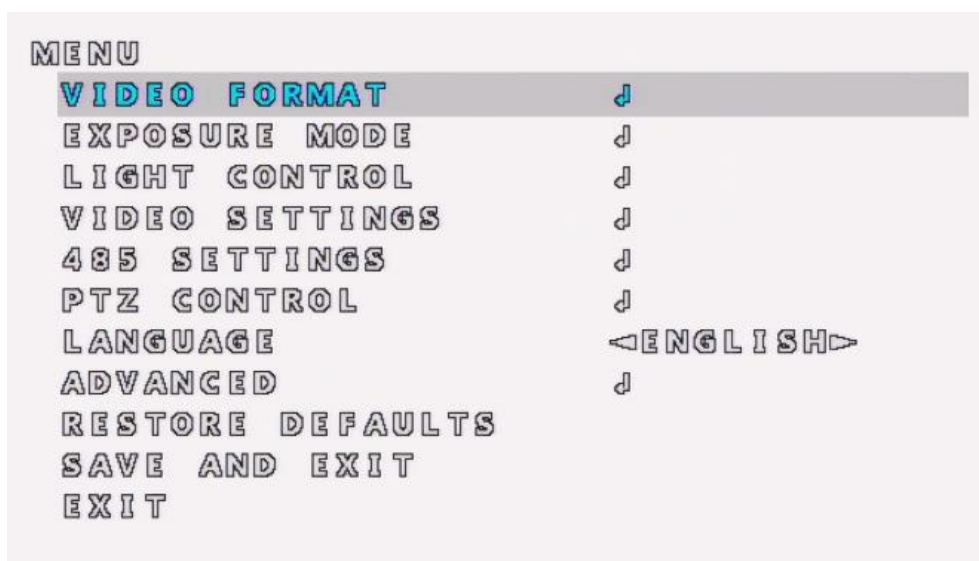 MENU
VIDEO FORMAT
EXPOSURE MODE
LIGHT CONTROL
VIDEO SETTINGS
485 SETTINGS
PTZ CONTROL
LANGUAGE ENGLISH
ADVANCED
RESTORE DEFAULTS
SAVE AND EXIT
EXIT